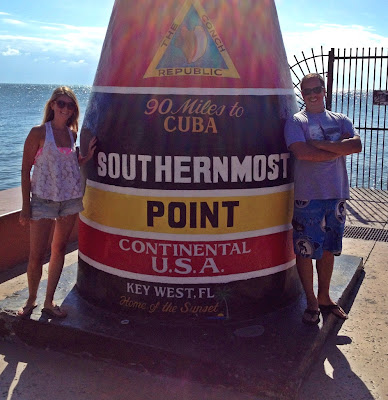 THE CONCH
REPUBLIC
90 Miles to
CUBA
SOUTHERNMOST
POINT
CONTINENTAL
U.S.A.
KEY WEST, FL
Home of the Sunset